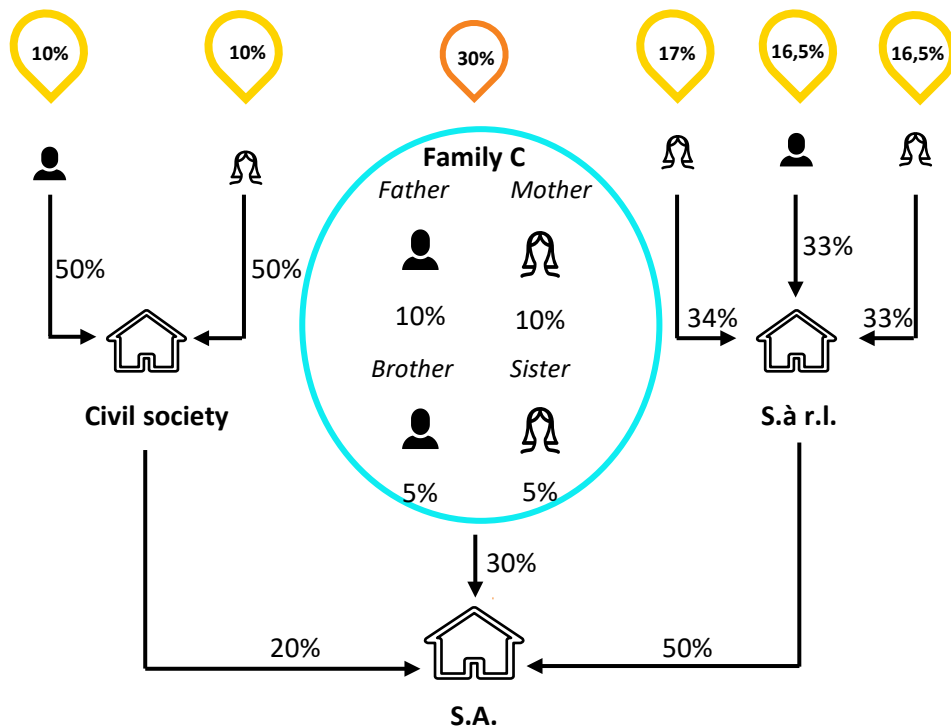 10%
10%
30%
17%
16,5%
16,5%
Family C
Father
Mother
50%
50%
33%
10%
10%
34%
33%
Brother
Sister
Civil society
S.à r.l.
5%
5%
30%
20%
50%
S.A.